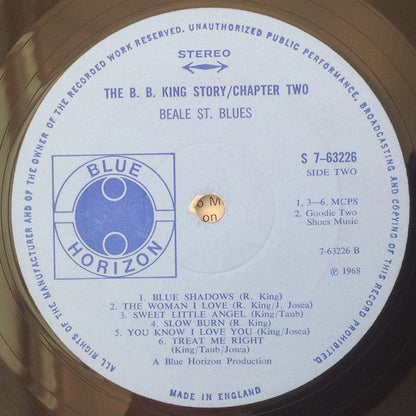 ALL RIGHTS OF THE MANUFACTURER AND OF THE OWNER OF THE RECORDED WORK RESERVED. UNAUTHORIZED PUBLIC PERFORMANCE, BROADCASTING AND COPYING OF THIS RECORD PROHIBITED.
STEREO
THE B. B. KING STORY/CHAPTER TWO
BEALE ST. BLUES
S 7-63226
SIDE TWO
BLUE
HORIZON
1, 3—6. MCPS
2. Goodie Two
Shoes Music
M
on
7-63226 B
℗ 1968
1. BLUE SHADOWS (R. King)
2. THE WOMAN I LOVE (R. King/J. Josea)
3. SWEET LITTLE ANGEL (King/Taub)
4. SLOW BURN (R. King)
5. YOU KNOW I LOVE YOU (King/Josea)
6. TREAT ME RIGHT
(King/Taub/Josea)
A Blue Horizon Production
MADE IN ENGLAND